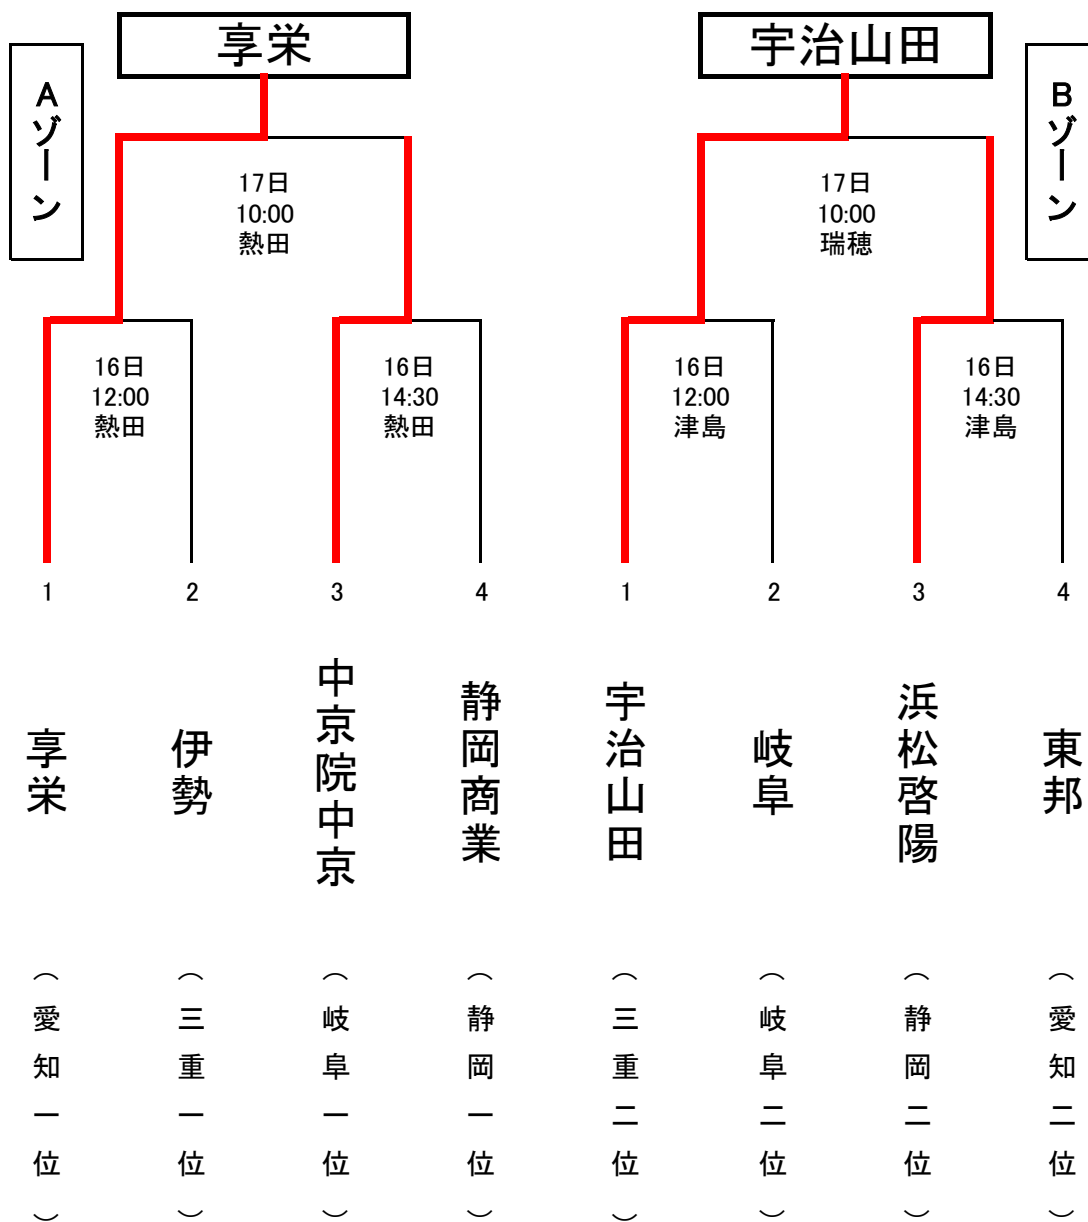 享栄
宇治山田
Aゾーン
Bゾーン
17日
10:00
熱田
17日
10:00
瑞穂
16日
12:00
熱田
16日
14:30
熱田
16日
12:00
津島
16日
14:30
津島
1
2
3
4
1
2
3
4
享栄
伊勢
中京院中京
静岡商業
宇治山田
岐阜
浜松啓陽
東邦
（愛知一位）
（三重一位）
（岐阜一位）
（静岡一位）
（三重二位）
（岐阜二位）
（静岡二位）
（愛知二位）